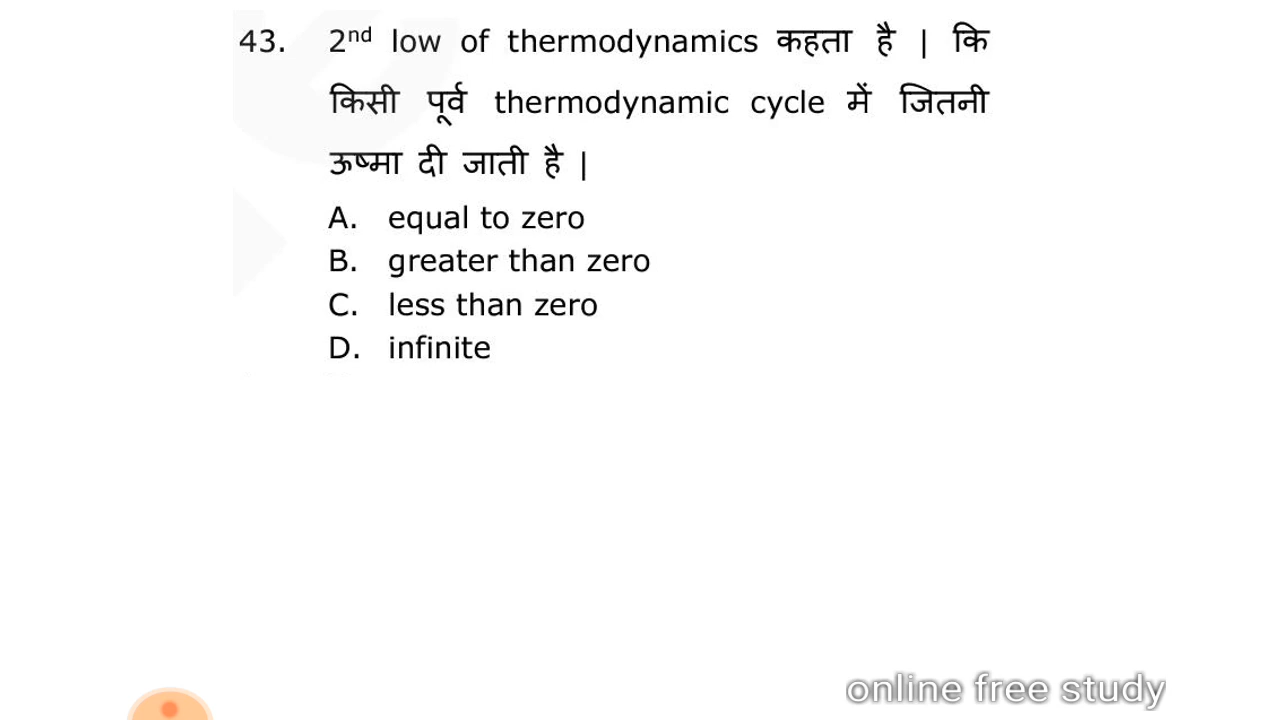 43. 2nd low of thermodynamics कहता है | कि
किसी पूर्व thermodynamic cycle में जितनी
ऊष्मा दी जाती है |
A. equal to zero
B. greater than zero
C. less than zero
D. infinite
online free study